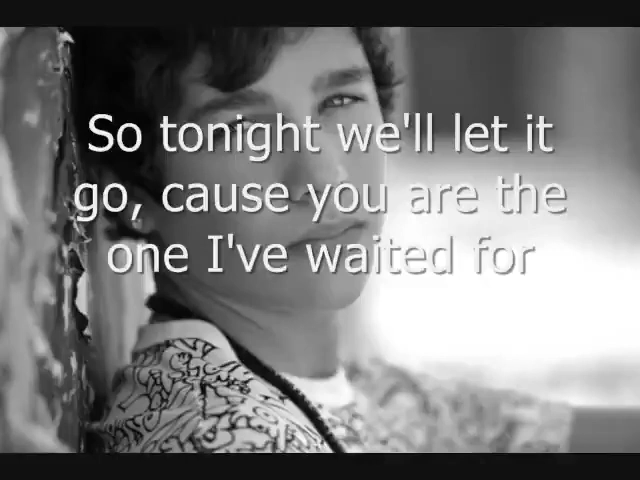 So tonight we'll let it
go, cause you are the
one I've waited for